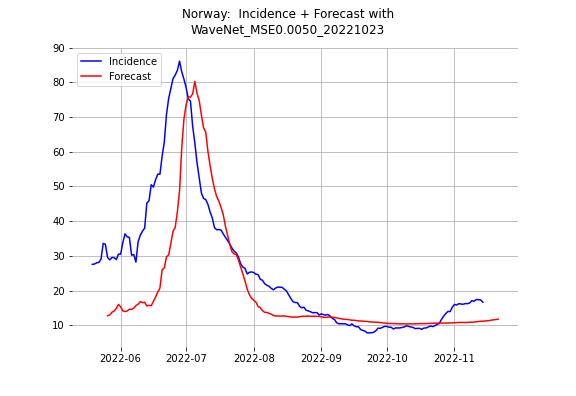 Norway:  Incidence + Forecast with
WaveNet_MSE0.0050_20221023
Incidence
Forecast
90
80
70
60
50
40
30
20
10
2022-06 2022-07 2022-08 2022-09 2022-10 2022-11